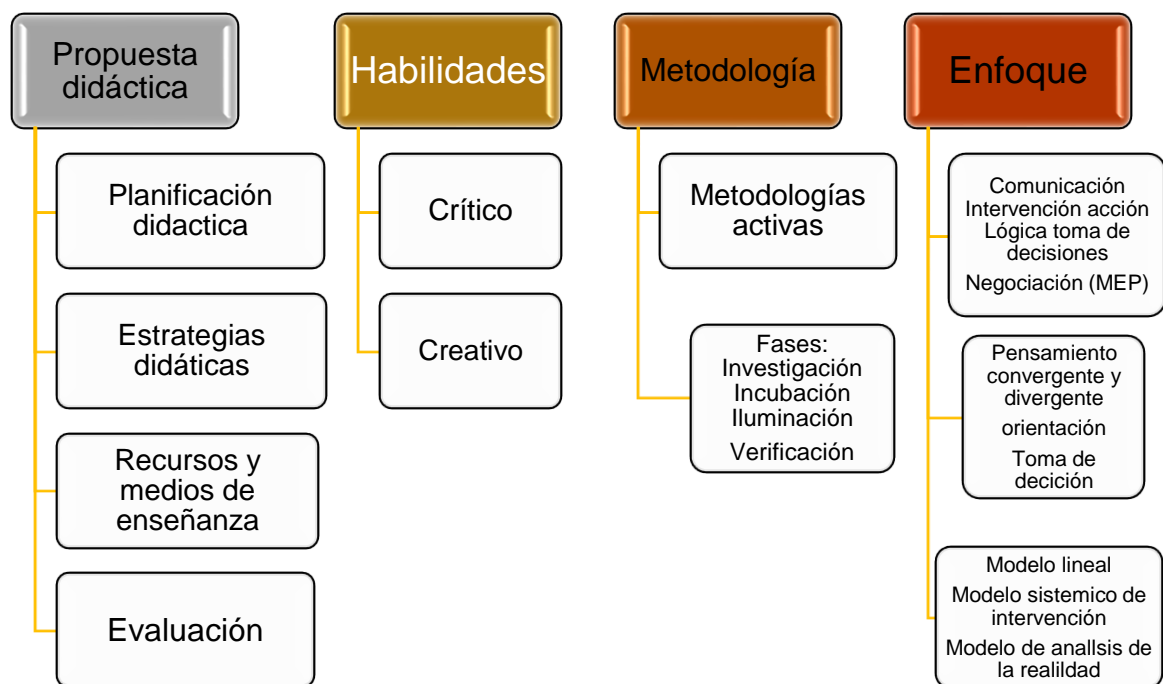 Propuesta
didáctica
Planificación
didactica
Estrategias
didáticas
Recursos y
medios de
enseñanza
Evaluación
Habilidades
Crítico
Creativo
Metodología
Metodologías
activas
Fases:
Investigación
Incubación
Iluminación
Verificación
Enfoque
Comunicación
Intervención acción
Lógica toma de
decisiones
Negociación (MEP)
Pensamiento
convergente y
divergente
orientación
Toma de
decición
Modelo lineal
Modelo sistemico de
intervención
Modelo de anallsis de
la realildad